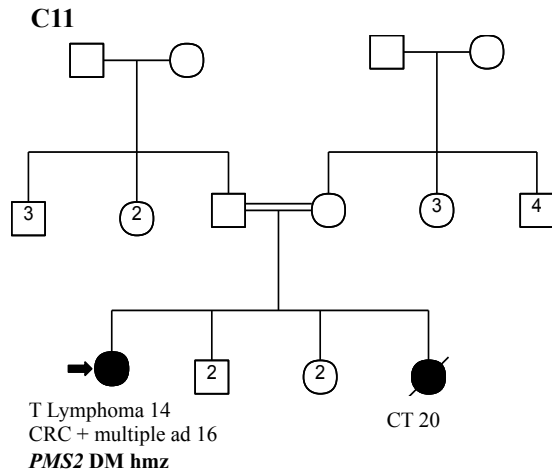 C11
3
2
3
4
2
2
T Lymphoma 14
CRC + multiple ad 16
PMS2 DM hmz
CT 20